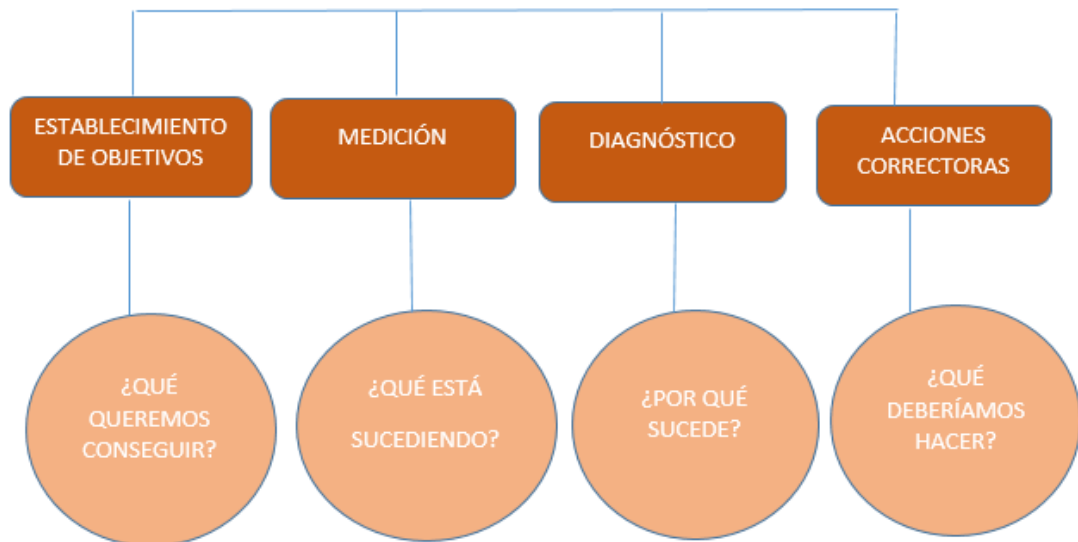 ESTABLECIMIENTO
DE OBJETIVOS
MEDICIÓN
DIAGNÓSTICO
ACCIONES
CORRECTORAS
¿QUÉ
QUEREMOS
CONSEGUIR?
¿QUÉ ESTÁ
SUCEDIENDO?
¿POR QUÉ
SUCEDE?
¿QUÉ
DEBERÍAMOS
HACER?